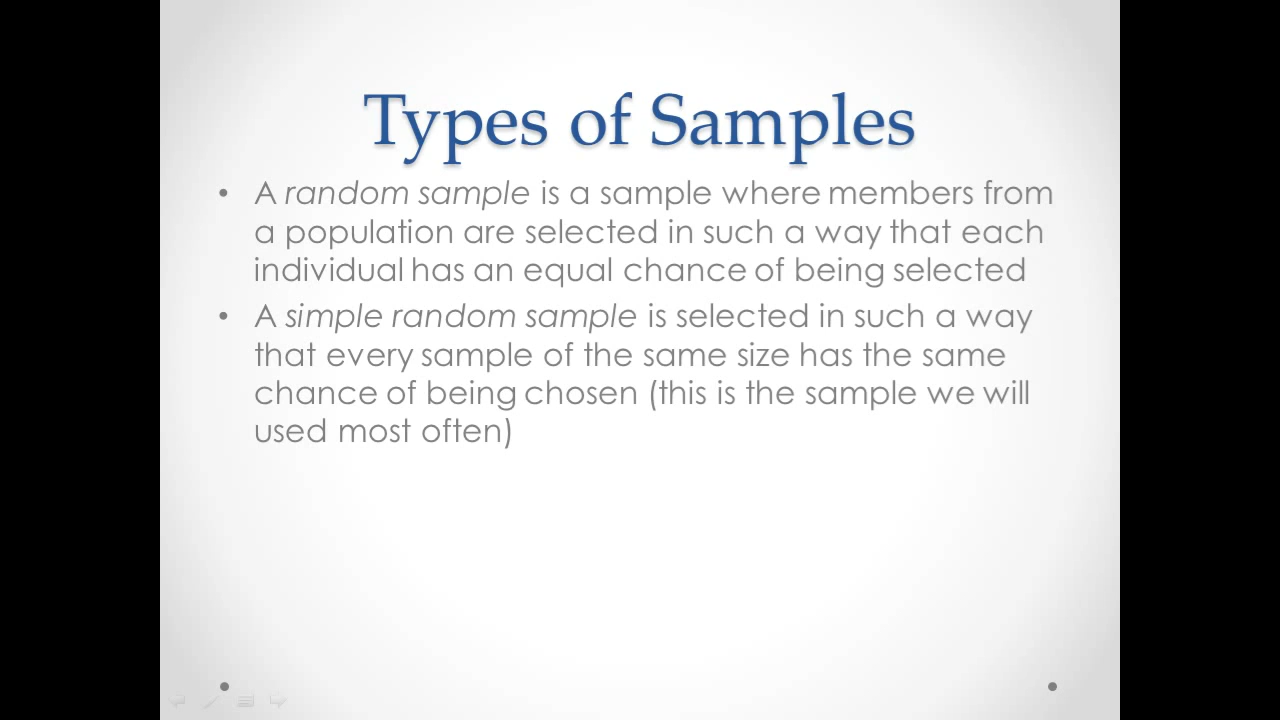 Types of Samples
• A random sample is a sample where members from
a population are selected in such a way that each
individual has an equal chance of being selected
• A simple random sample is selected in such a way
that every sample of the same size has the same
chance of being chosen (this is the sample we will
used most often)